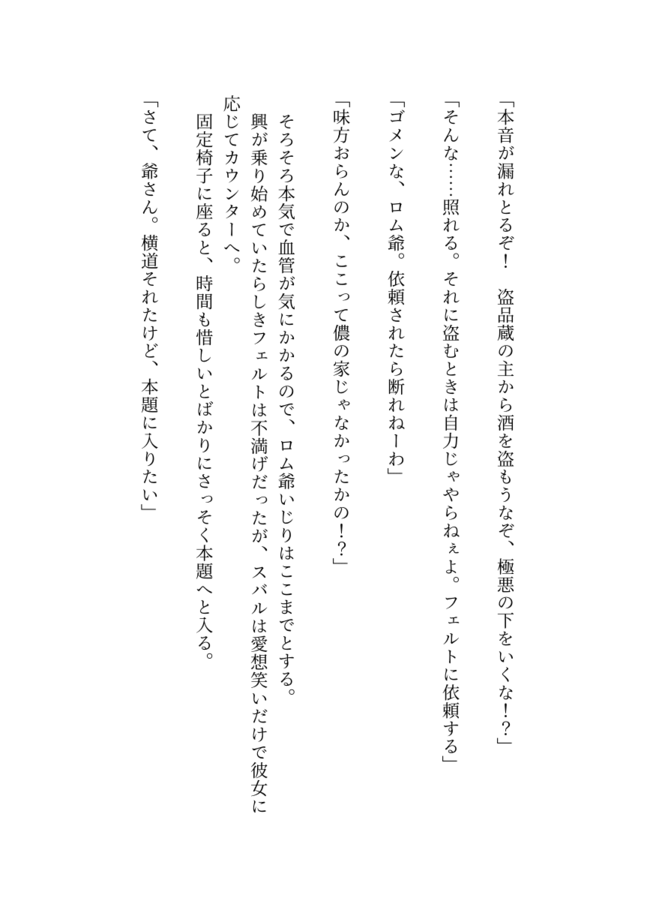 「本音が漏れとるぞ！　盗品蔵の主から酒を盗もうなぞ、極悪の下をいくな！？」
「そんな……照れる。それに盗むときは自力じゃやらねぇよ。フェルトに依頼する」
「ゴメンな、ロム爺。依頼されたら断れねーわ」
「味方おらんのか、ここって儂の家じゃなかったかの！？」
　そろそろ本気で血管が気にかかるので、ロム爺いじりはここまでとする。
　興が乗り始めていたらしきフェルトは不満げだったが、スバルは愛想笑いだけで彼女に
応じてカウンターへ。
　固定椅子に座ると、時間も惜しいとばかりにさっそく本題へと入る。
「さて、爺さん。横道それたけど、本題に入りたい」